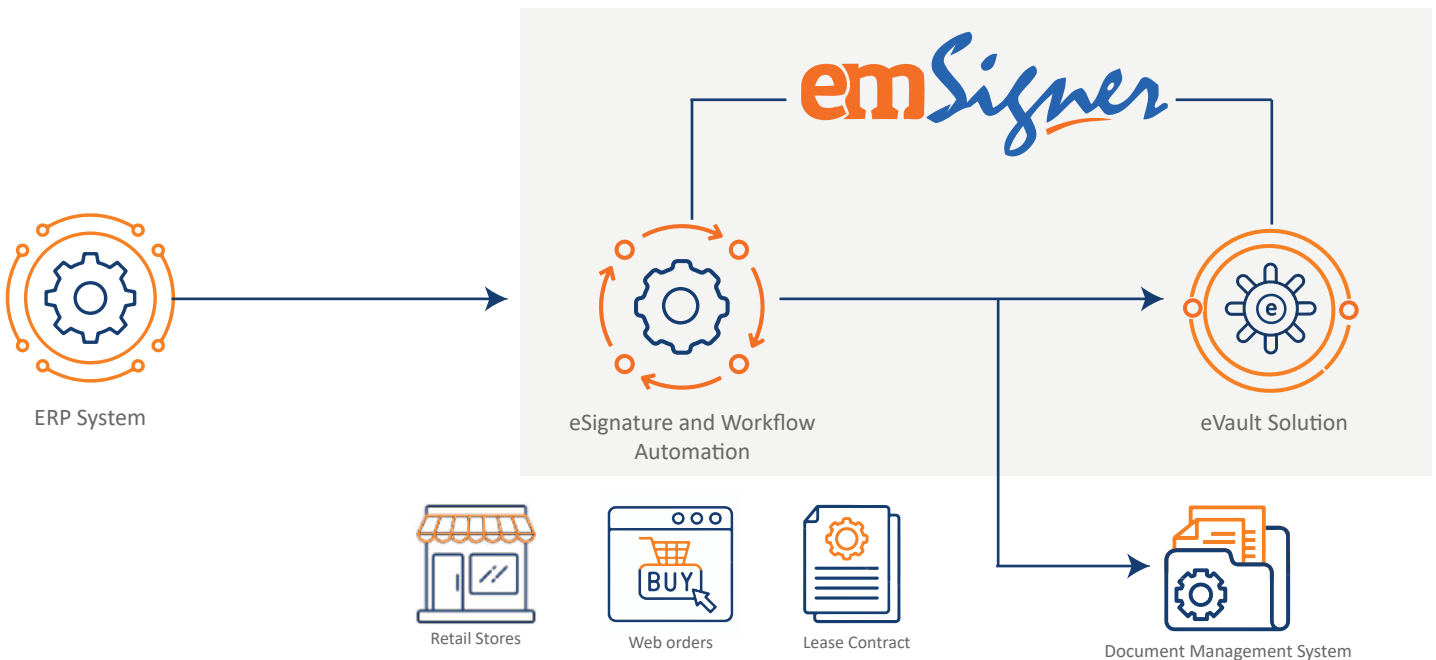 emSigner
ERP System
eSignature and Workflow
Automation
e
eVault Solution
BUY
Retail Stores
Web orders
Lease Contract
Document Management System